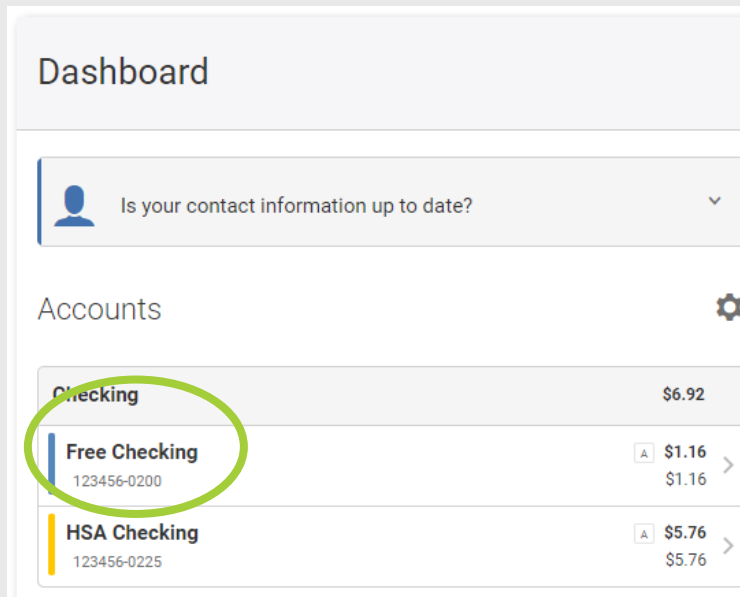 Dashboard
Is your contact information up to date?
Accounts
Checking $6.92
Free Checking A $1.16
123456-0200 $1.16
HSA Checking A $5.76
123456-0225 $5.76